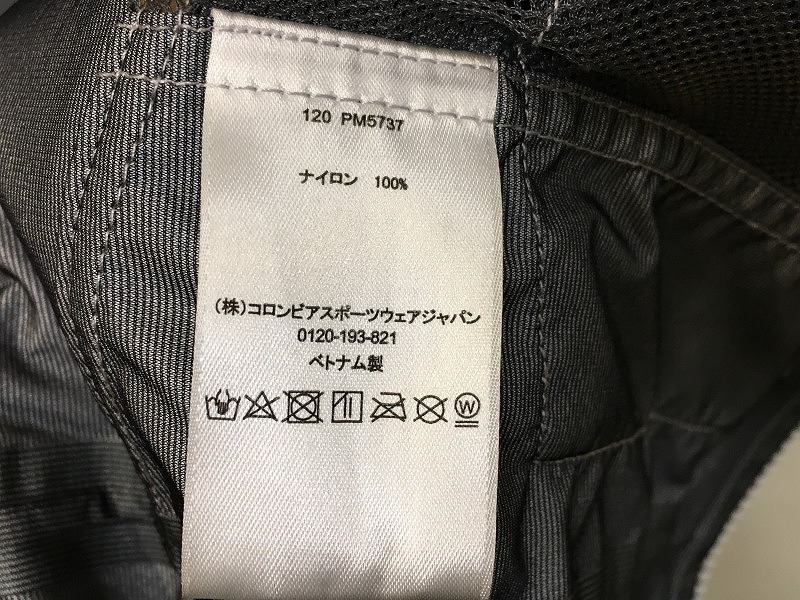 120 PM5737
ナイロン 100%
(株)コロンビアスポーツウェアジャパン
0120-193-821
ベトナム製
W